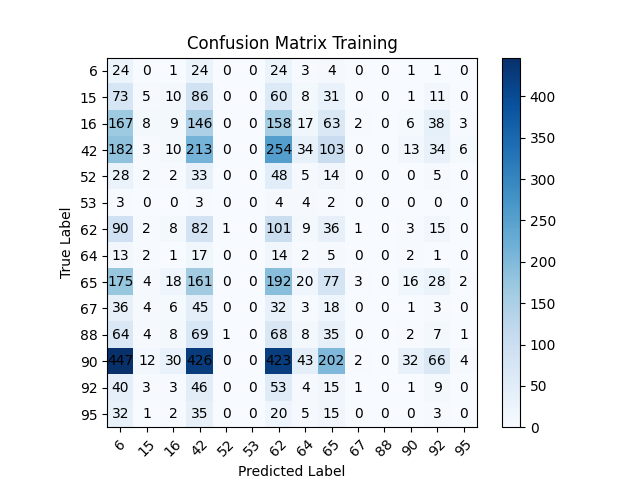 Confusion Matrix Training
6 24 0 1 24 0 0 24 3 4 0 0 1 1 0
15 73 5 10 86 0 0 60 8 31 0 0 1 11 0
16 167 8 9 146 0 0 158 17 63 2 0 6 38 3
42 182 3 10 213 0 0 254 34 103 0 0 13 34 6
52 28 2 2 33 0 0 48 5 14 0 0 0 5 0
53 3 0 0 3 0 0 4 4 2 0 0 0 0 0
62 90 2 8 82 1 0 101 9 36 1 0 3 15 0
64 13 2 1 17 0 0 14 2 5 0 0 2 1 0
65 175 4 18 161 0 0 192 20 77 3 0 16 28 2
67 36 4 6 45 0 0 32 3 18 0 0 1 3 0
88 64 4 8 69 1 0 68 8 35 0 0 2 7 1
90 447 12 30 426 0 0 423 43 202 2 0 32 66 4
92 40 3 3 46 0 0 53 4 15 1 0 1 9 0
95 32 1 2 35 0 0 20 5 15 0 0 0 3 0
6 15 16 42 52 53 62 64 65 67 88 90 92 95
Predicted Label
True Label
400
350
300
250
200
150
100
50
0